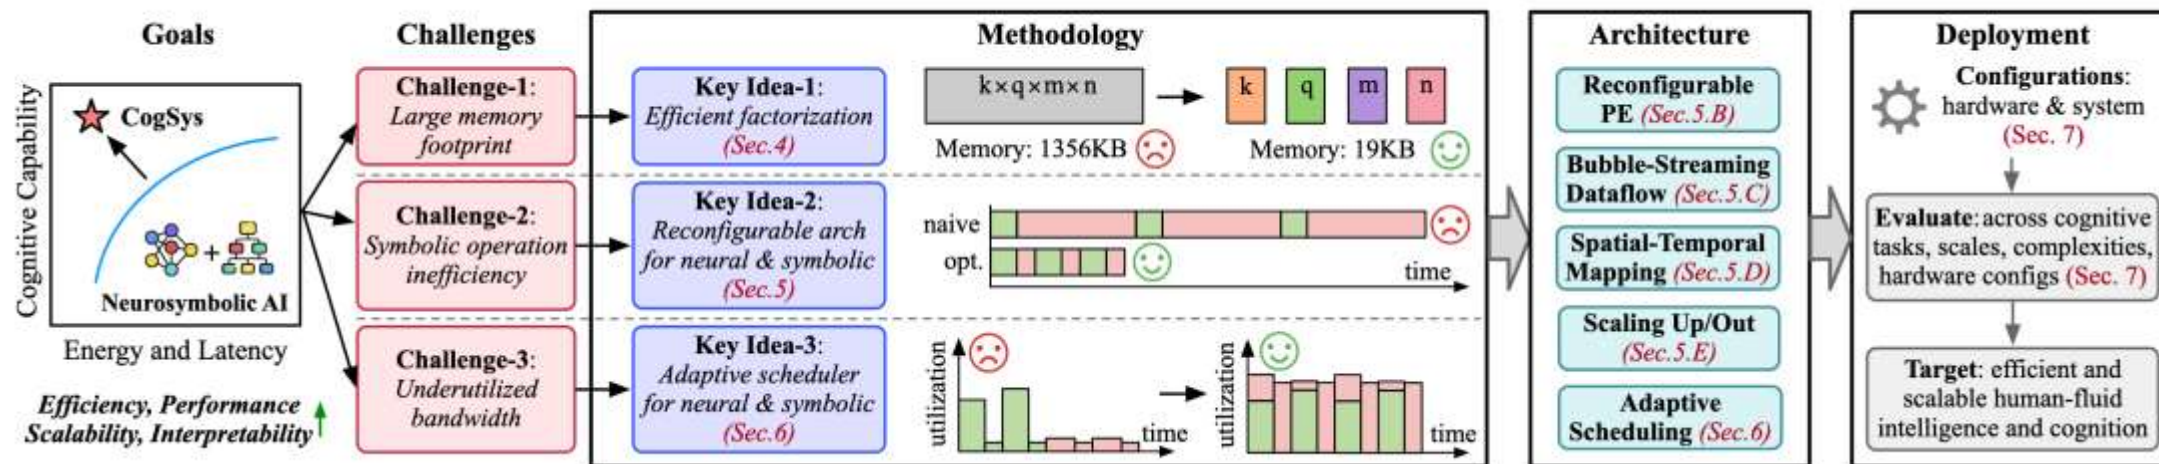 Goals
Cognitive Capability
CogSys
Neurosymbolic AI
+
Energy and Latency
Efficiency, Performance
Scalability, Interpretability
Challenges
Challenge-1:
Large memory
footprint
Challenge-2:
Symbolic operation
inefficiency
Challenge-3:
Underutilized
bandwidth
Methodology
Key Idea-1:
Efficient factorization
(Sec.4)
k×q×m×n
k
q
m
n
Memory: 1356KB
Memory: 19KB
Key Idea-2:
Reconfigurable arch
for neural & symbolic
(Sec.5)
naive
opt.
time
Key Idea-3:
Adaptive scheduler
for neural & symbolic
(Sec.6)
utilization
time
utilization
time
Architecture
Reconfigurable
PE (Sec.5.B)
Bubble-Streaming
Dataflow (Sec.5.C)
Spatial-Temporal
Mapping (Sec.5.D)
Scaling Up/Out
(Sec.5.E)
Adaptive
Scheduling (Sec.6)
Deployment
Configurations:
hardware & system
(Sec. 7)
Evaluate: across cognitive
tasks, scales, complexities,
hardware configs (Sec. 7)
Target: efficient and
scalable human-fluid
intelligence and cognition